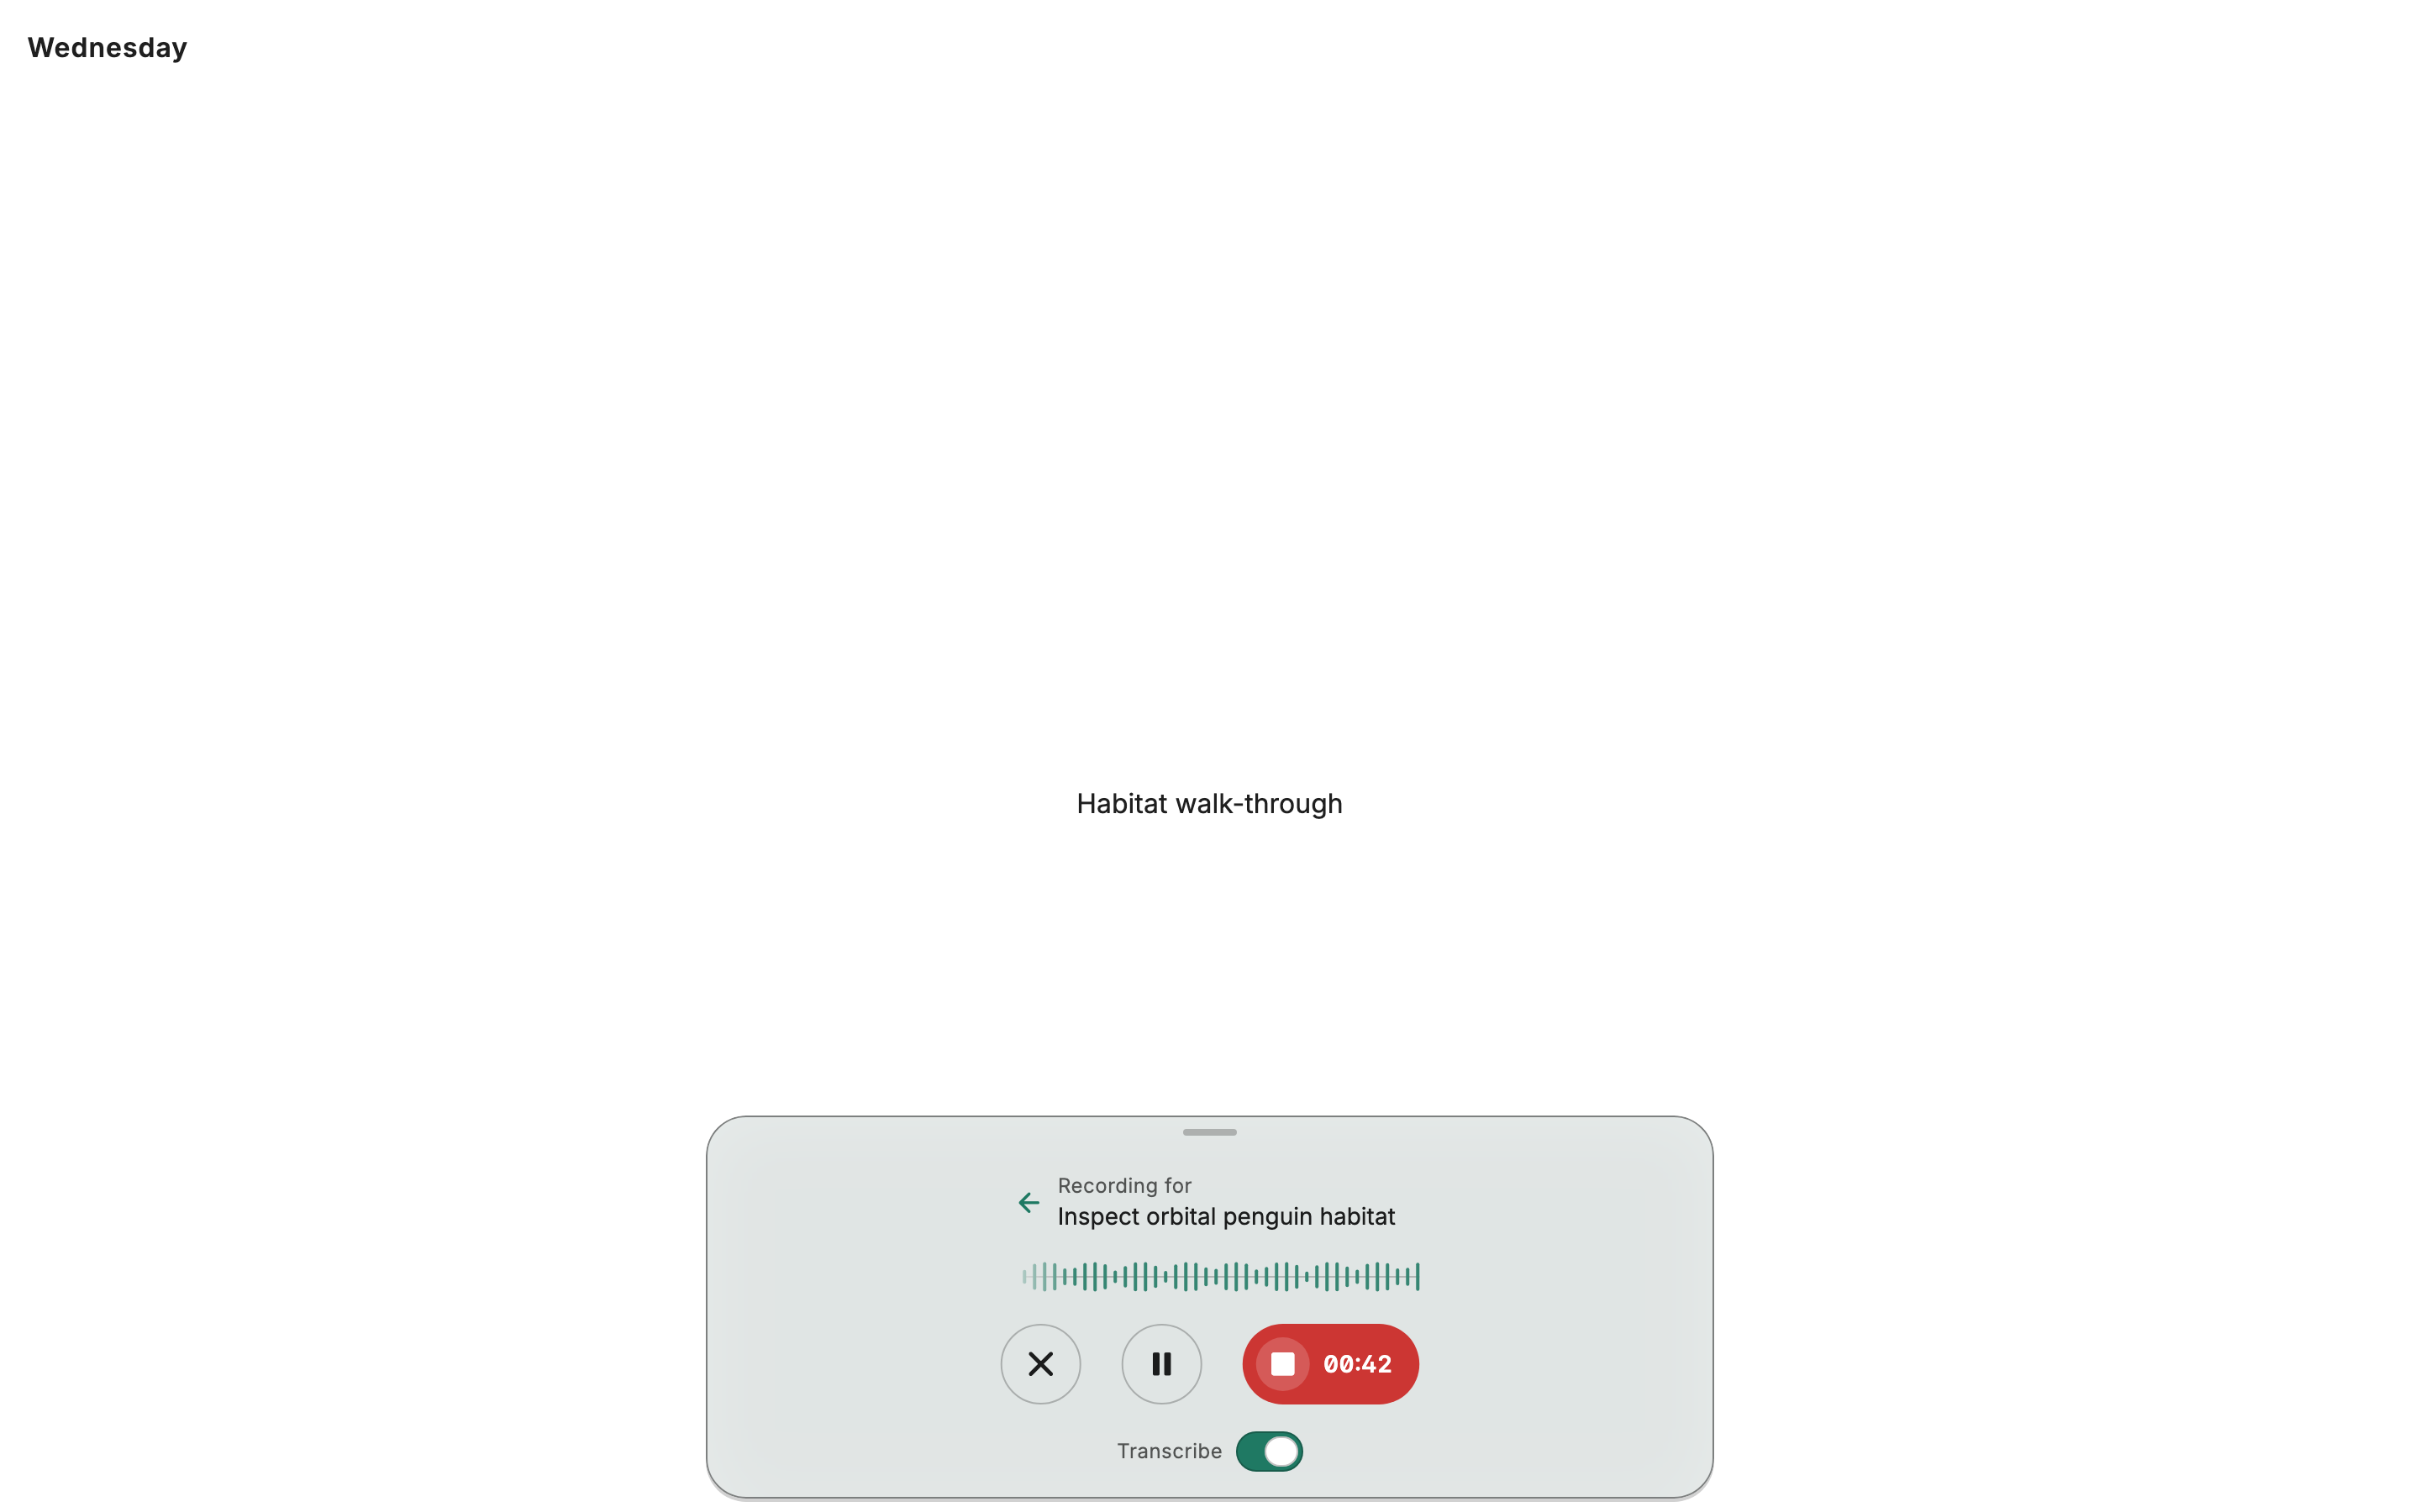 Wednesday
Habitat walk-through
Recording for
Inspect orbital penguin habitat
00:42
Transcribe